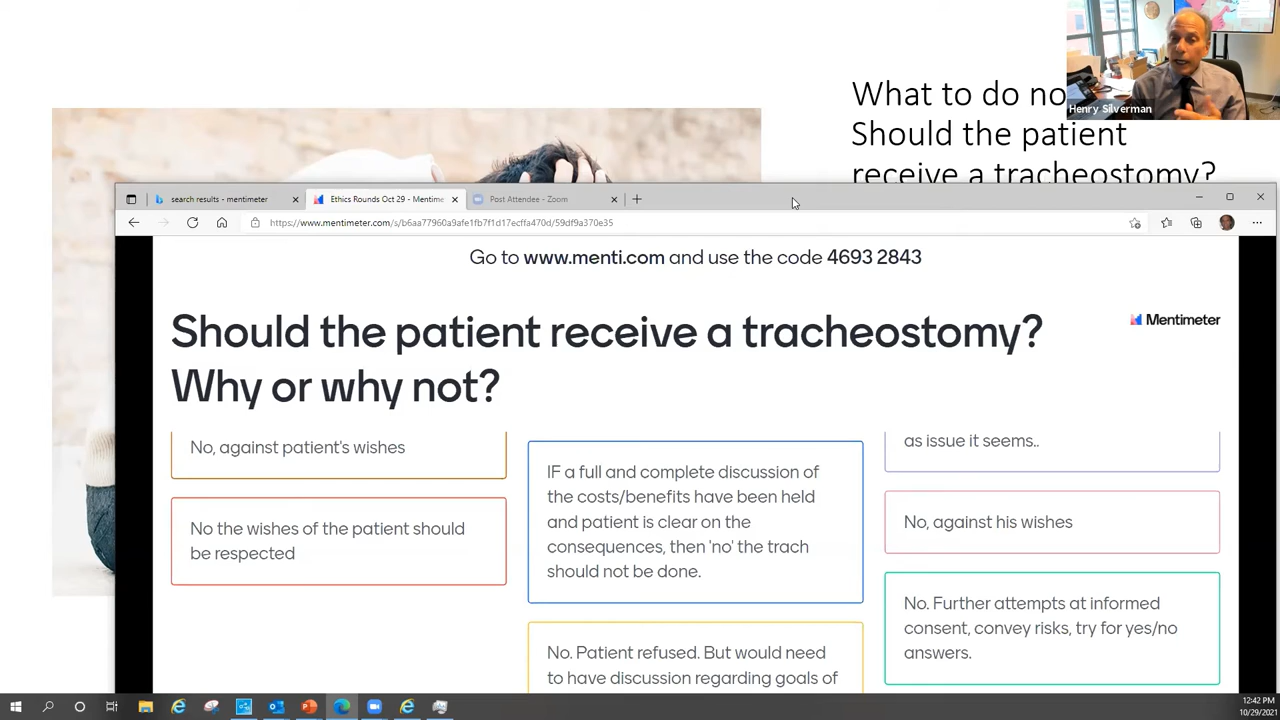 What to do
Should the patient
receive a tracheostomy?
Henry Silverman
search results - mentimeter
Ethics Rounds Oct 29 - Mentime
Post Attendee - Zoom
https://www.mentimeter.com/s/b6aa77960a9afe1fb7f1d17ecffa470d/59df9a370e35
Go to www.menti.com and use the code 4693 2843
Should the patient receive a tracheostomy?
Why or why not?
Mentimeter
No, against patient's wishes
No the wishes of the patient should
be respected
IF a full and complete discussion of
the costs/benefits have been held
and patient is clear on the
consequences, then 'no' the trach
should not be done.
No. Patient refused. But would need
to have discussion regarding goals of
as issue it seems..
No, against his wishes
No. Further attempts at informed
consent, convey risks, try for yes/no
answers.
12:42 PM
10/29/2021